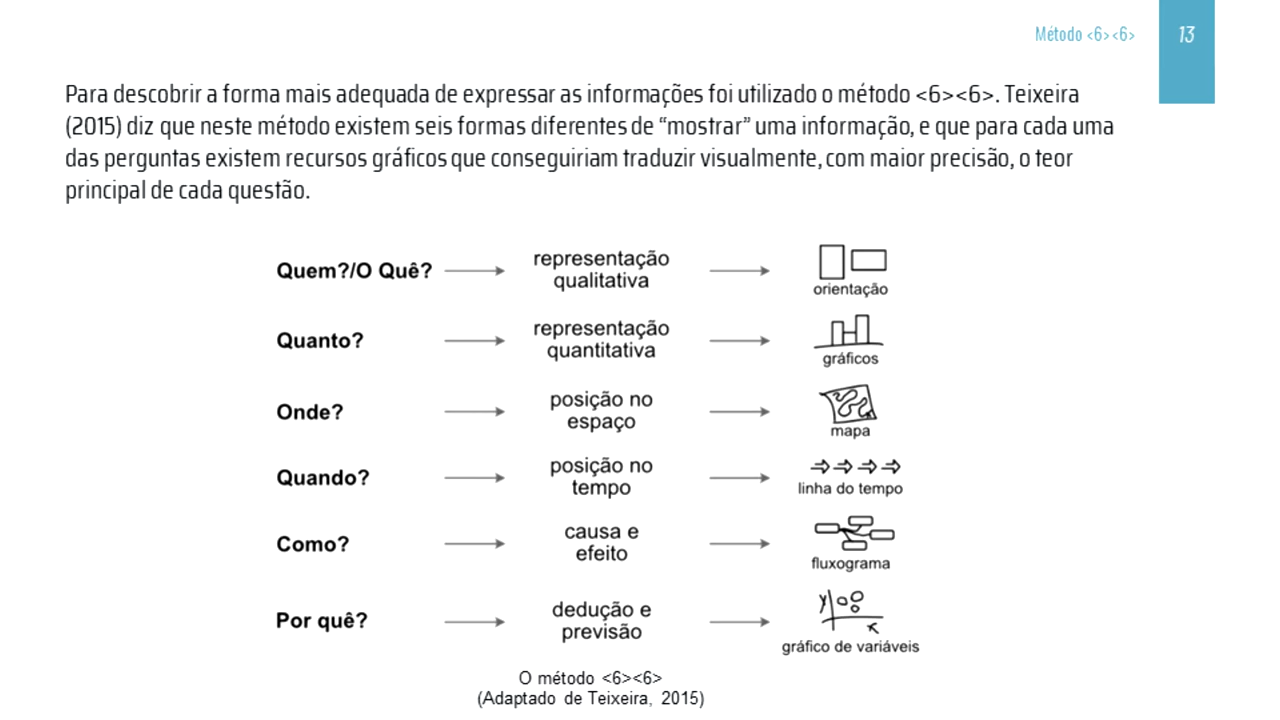 Método <6><6>
13
Para descobrir a forma mais adequada de expressar as informações foi utilizado o método <6><6>. Teixeira
(2015) diz que neste método existem seis formas diferentes de “mostrar” uma informação, e que para cada uma
das perguntas existem recursos gráficos que conseguiriam traduzir visualmente, com maior precisão, o teor
principal de cada questão.
Quem?/O Quê?
representação
qualitativa
orientação
Quanto?
representação
quantitativa
gráficos
Onde?
posição no
espaço
mapa
Quando?
posição no
tempo
linha do tempo
Como?
causa e
efeito
fluxograma
Por quê?
dedução e
previsão
y
x
gráfico de variáveis
O método <6><6>
(Adaptado de Teixeira, 2015)